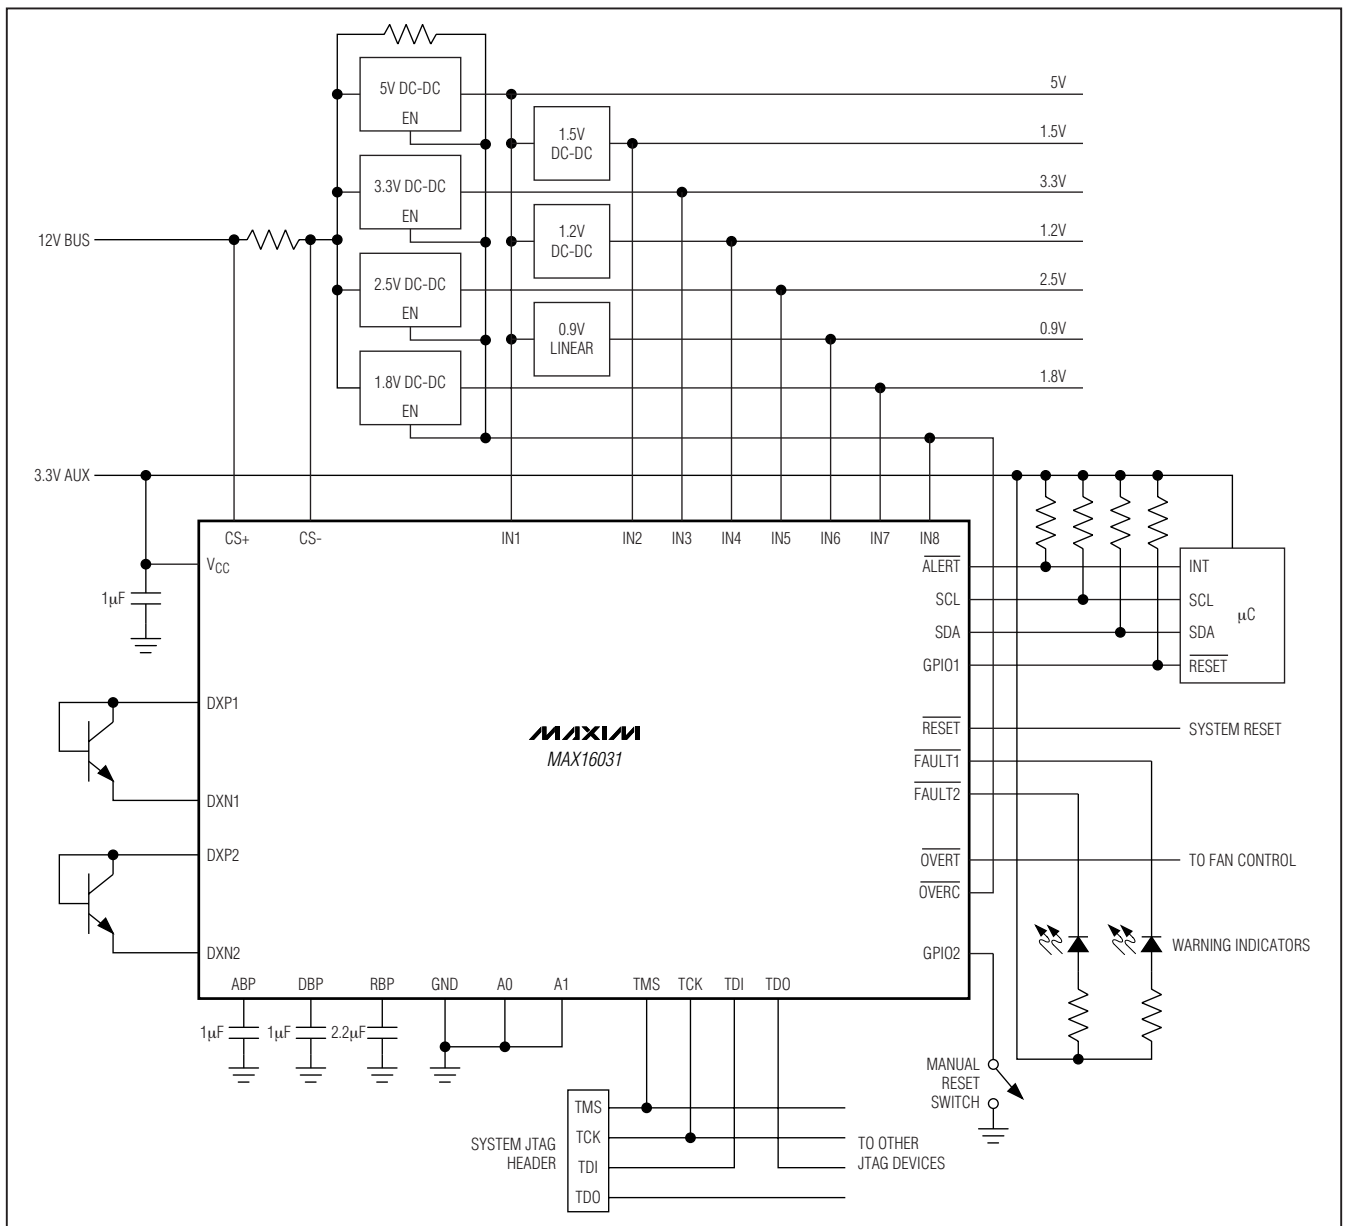 5V DC-DC
EN
5V
1.5V
DC-DC
1.5V
3.3V DC-DC
EN
3.3V
12V BUS
1.2V
DC-DC
1.2V
2.5V DC-DC
EN
2.5V
0.9V
LINEAR
0.9V
1.8V DC-DC
EN
1.8V
3.3V AUX
CS+
CS-
IN1
IN2
IN3
IN4
IN5
IN6
IN7
IN8
VCC
1µF
ALERT
SCL
SDA
GPIO1
INT
SCL
SDA
RESET
µC
DXP1
DXN1
DXP2
DXN2
MAXIM
MAX16031
RESET
SYSTEM RESET
FAULT1
FAULT2
OVERT
TO FAN CONTROL
OVERC
GPIO2
WARNING INDICATORS
ABP
DBP
RBP
GND
A0
A1
TMS
TCK
TDI
TDO
1µF
1µF
2.2µF
MANUAL
RESET
SWITCH
SYSTEM JTAG
HEADER
TMS
TCK
TDI
TDO
TO OTHER
JTAG DEVICES